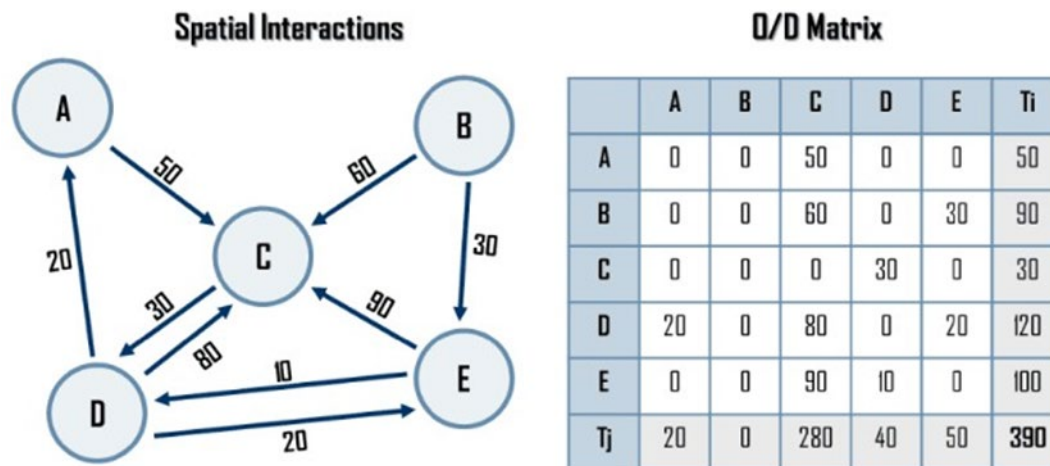 Spatial Interactions
A
B
50
60
C
20
30
30
80
90
D
10
E
20
O/D Matrix
A B C D E Ti
A 0 0 50 0 0 50
B 0 0 60 0 30 90
C 0 0 0 30 0 30
D 20 0 80 0 20 120
E 0 0 90 10 0 100
Tj 20 0 280 40 50 390